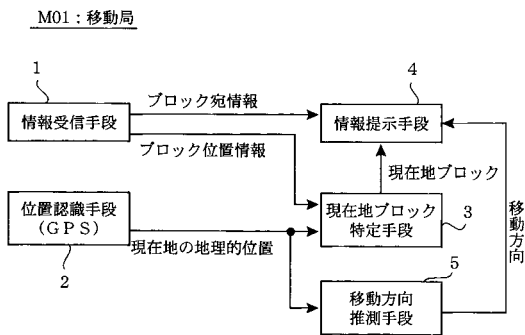 M01：移動局
1
情報受信手段
ブロック宛情報
4
情報提示手段
ブロック位置情報
現在地ブロック
位置認識手段
（GPS）
2
現在地の地理的位置
現在地ブロック
特定手段
3
移動方向
5
移動方向
推測手段